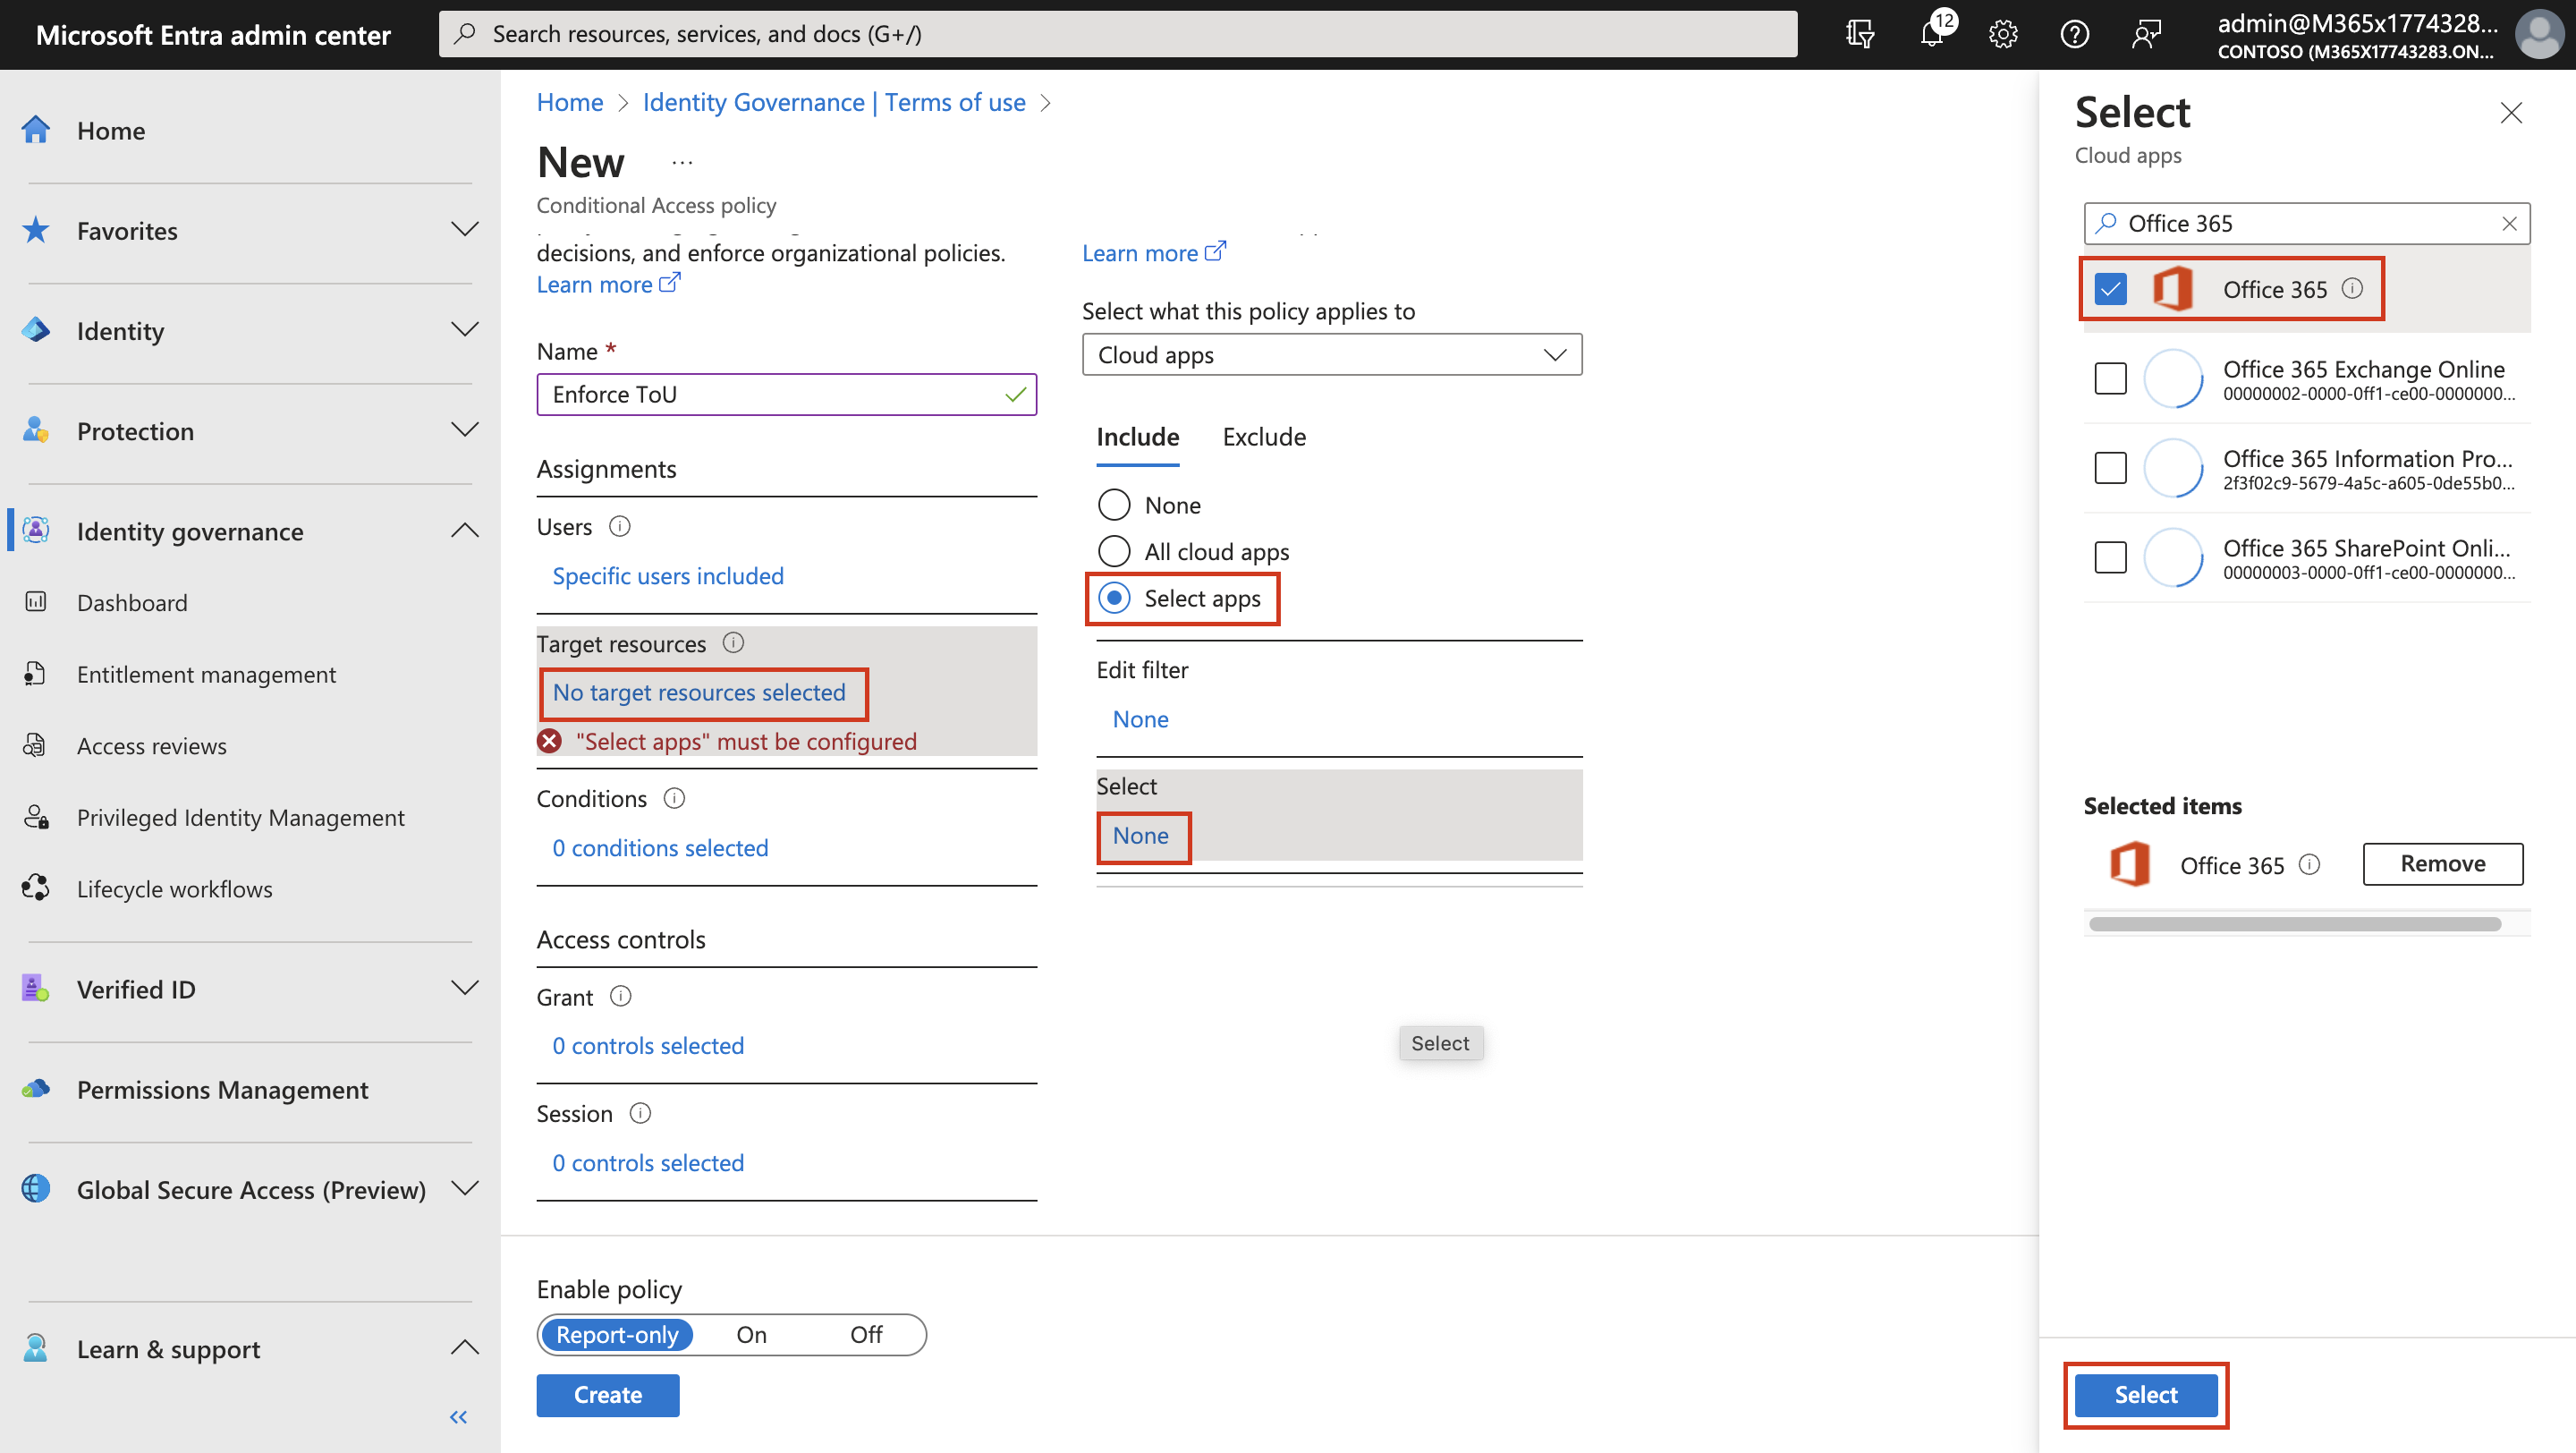 Microsoft Entra admin center
Search resources, services, and docs (G+/)
12
admin@M365x1774328...
CONTOSO (M365X17743283.ON...
Home
Favorites
Identity
Protection
Identity governance
Dashboard
Entitlement management
Access reviews
Privileged Identity Management
Lifecycle workflows
Verified ID
Permissions Management
Global Secure Access (Preview)
Learn & support
Home > Identity Governance | Terms of use >
New ...
Conditional Access policy
decisions, and enforce organizational policies.
Learn more
Name *
Enforce ToU
Assignments
Users
Specific users included
Target resources
No target resources selected
"Select apps" must be configured
Conditions
0 conditions selected
Access controls
Grant
0 controls selected
Session
0 controls selected
Enable policy
Report-only On Off
Create
Learn more
Select what this policy applies to
Cloud apps
Include Exclude
None
All cloud apps
Select apps
Edit filter
None
Select
None
Select
Select
Cloud apps
Office 365
Office 365
Office 365 Exchange Online
00000002-0000-0ff1-ce00-0000000...
Office 365 Information Pro...
2f3f02c9-5679-4a5c-a605-0de55b0...
Office 365 SharePoint Onli...
00000003-0000-0ff1-ce00-0000000...
Selected items
Office 365
Remove
Select